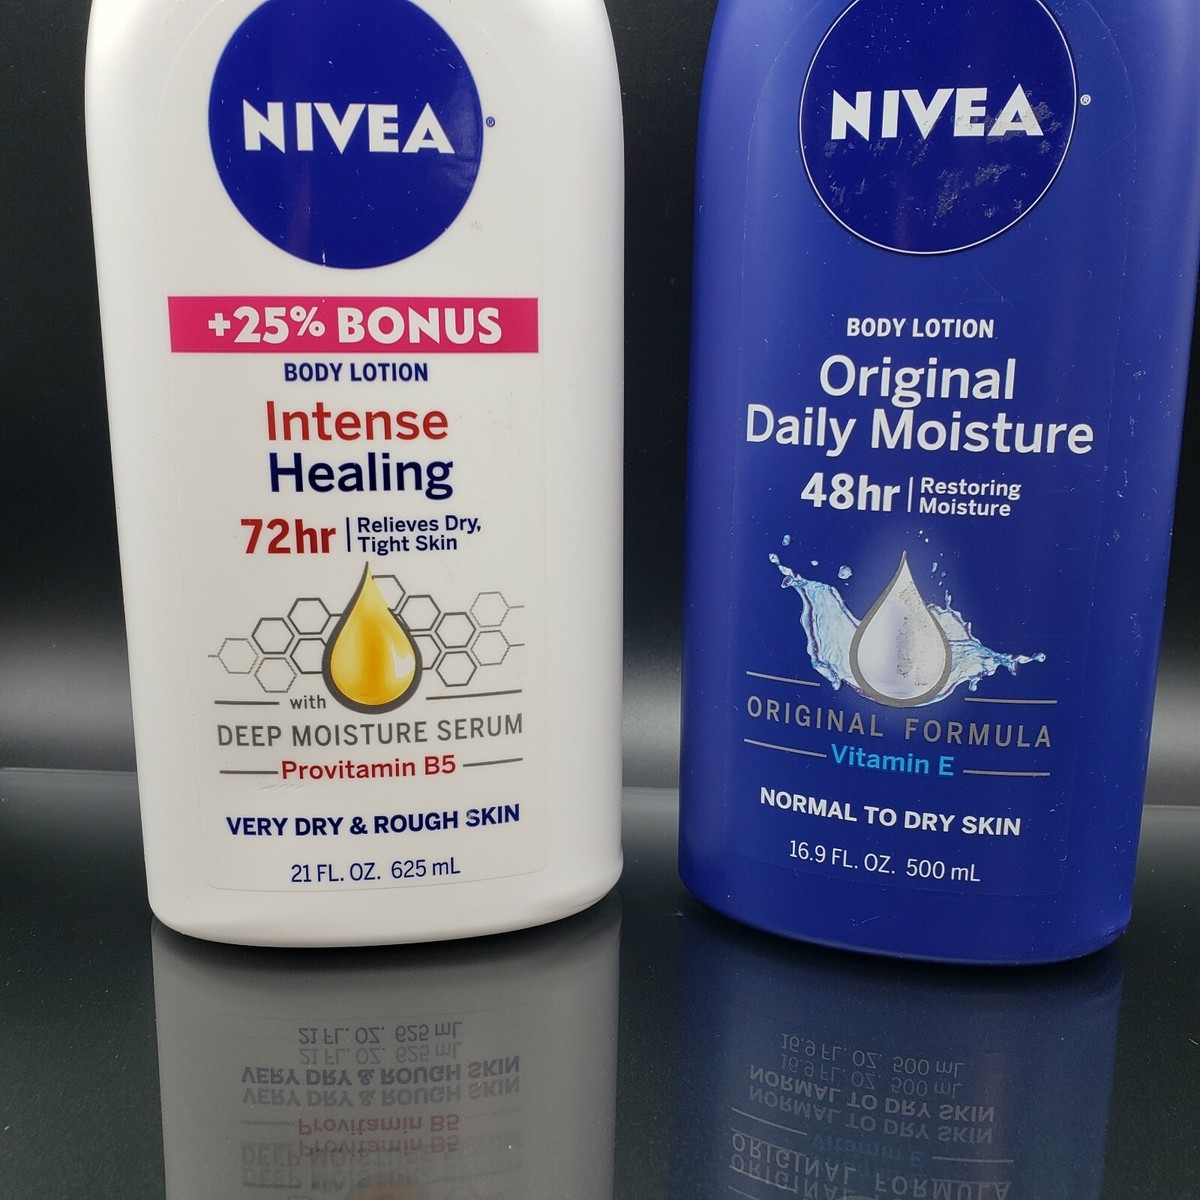 NIVEA®
+25% BONUS
BODY LOTION
Intense
Healing
72hr
Relieves Dry,
Tight Skin
with
DEEP MOISTURE SERUM
Provitamin B5
VERY DRY & ROUGH SKIN
21 FL. OZ. 625 mL
NIVEA®
BODY LOTION
Original
Daily Moisture
48hr
Restoring
Moisture
ORIGINAL FORMULA
Vitamin E
NORMAL TO DRY SKIN
16.9 FL. OZ. 500 mL